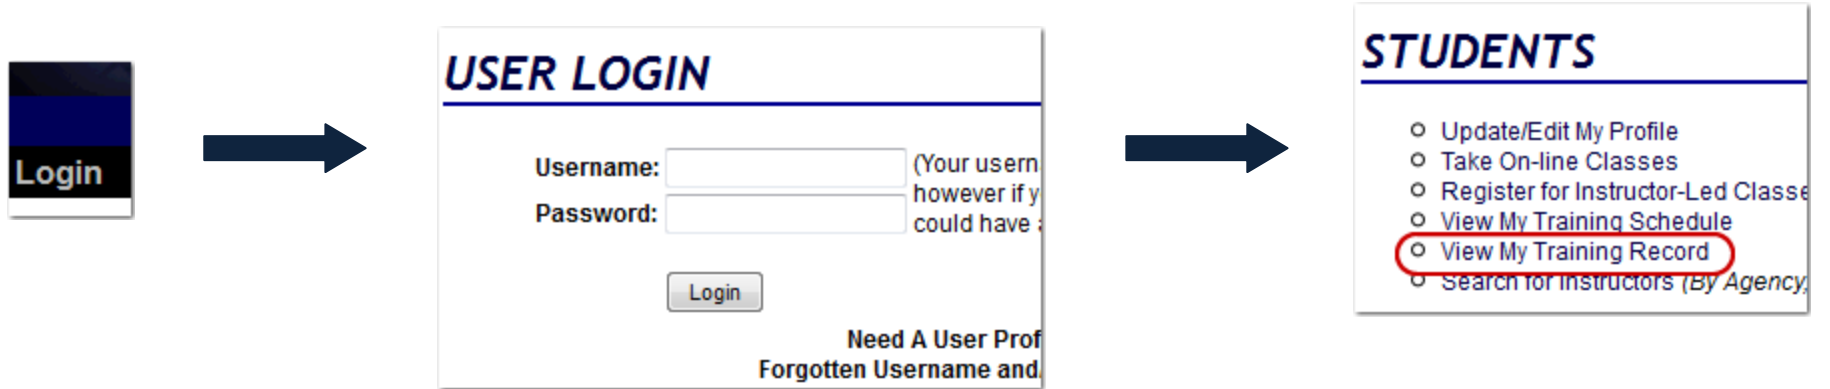 Login
USER LOGIN
Username:
(Your usern
however if y
Password:
could have
Login
Need A User Prof
Forgotten Username and
STUDENTS
Update/Edit My Profile
Take On-line Classes
Register for Instructor-Led Classe
View My Training Schedule
View My Training Record
Search for Instructors (By Agency,